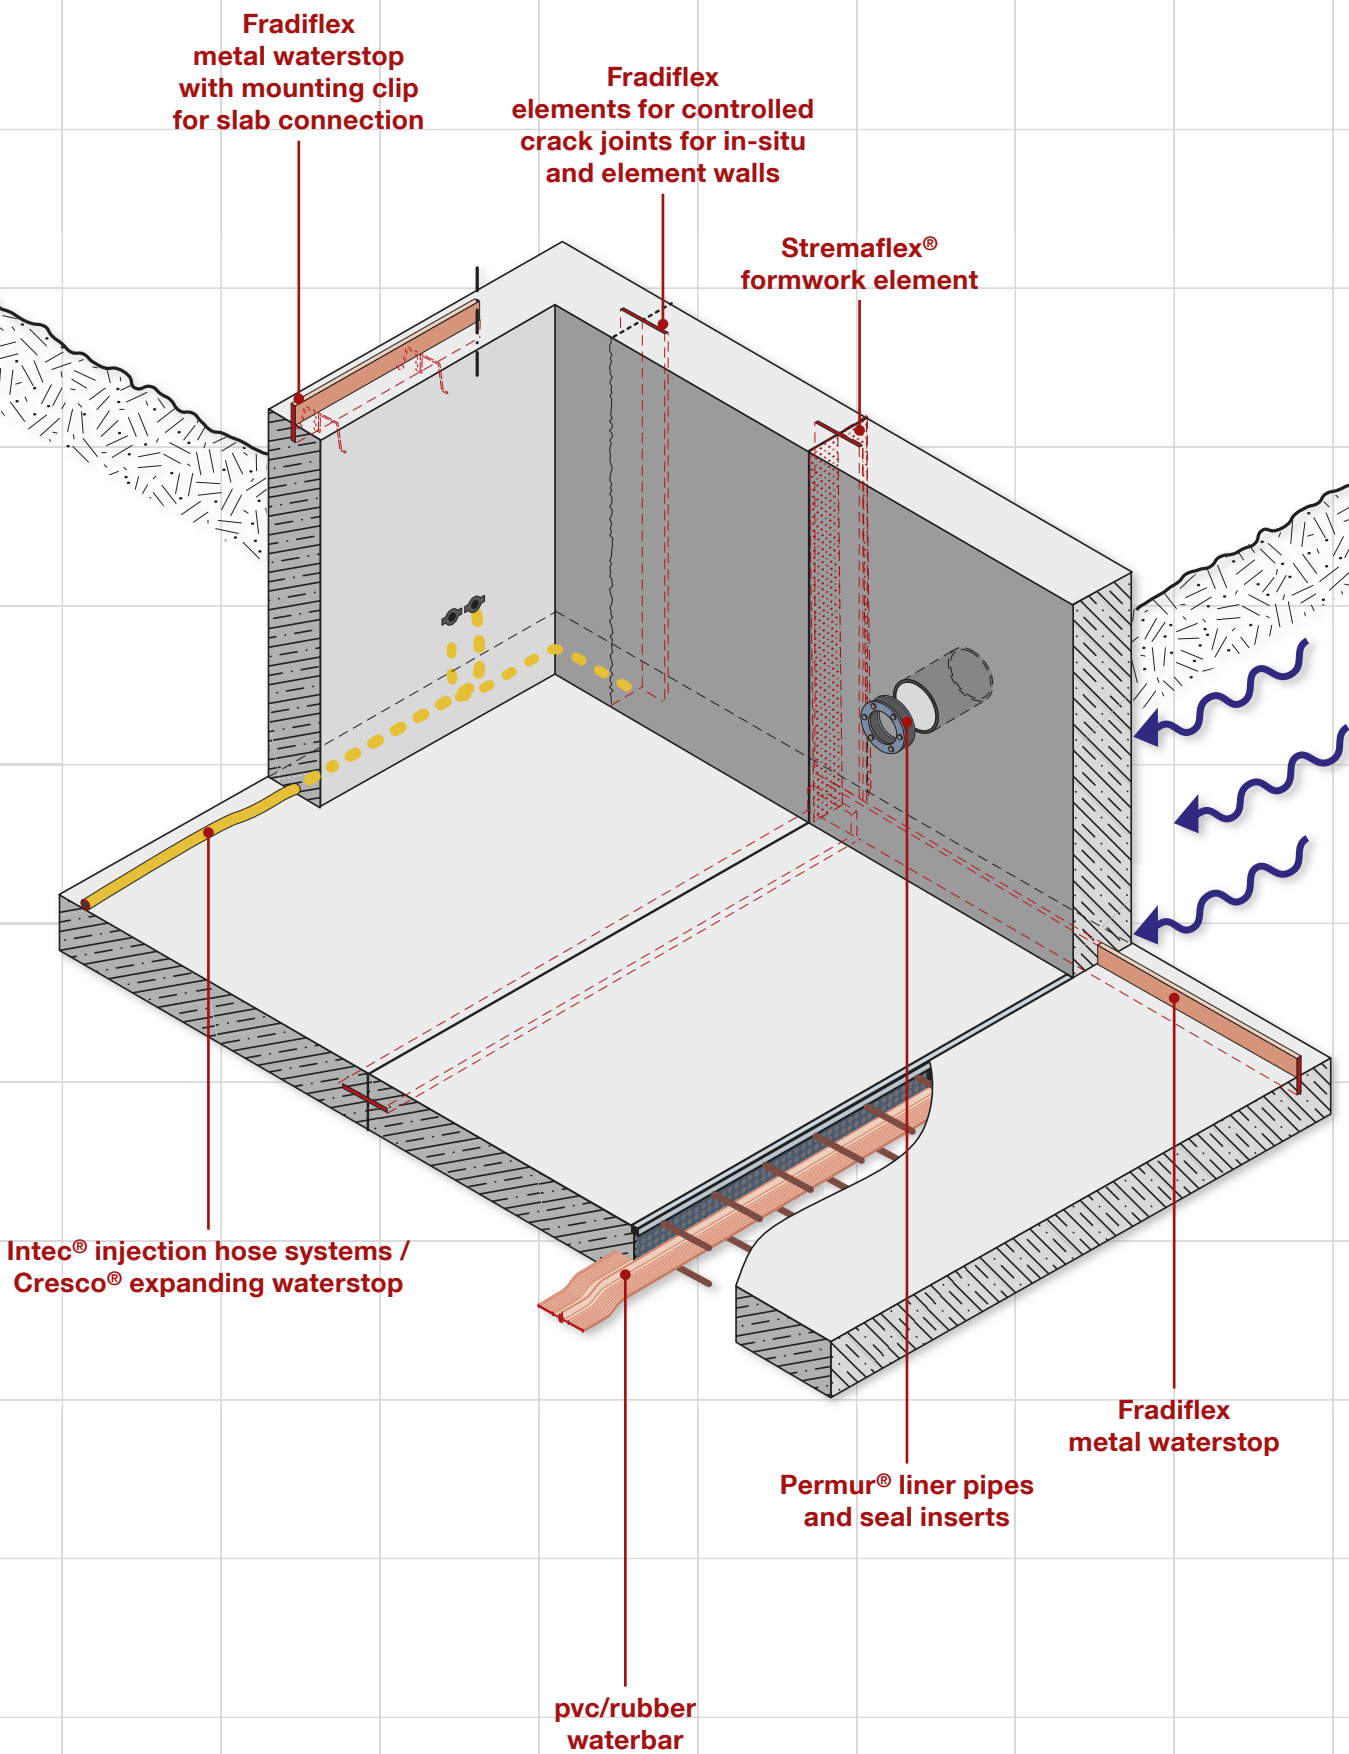 Fradiflex
metal waterstop
with mounting clip
for slab connection
Fradiflex
elements for controlled
crack joints for in-situ
and element walls
Stremaflex®
formwork element
Intec® injection hose systems /
Cresco® expanding waterstop
Fradiflex
metal waterstop
Permur® liner pipes
and seal inserts
pvc/rubber
waterbar